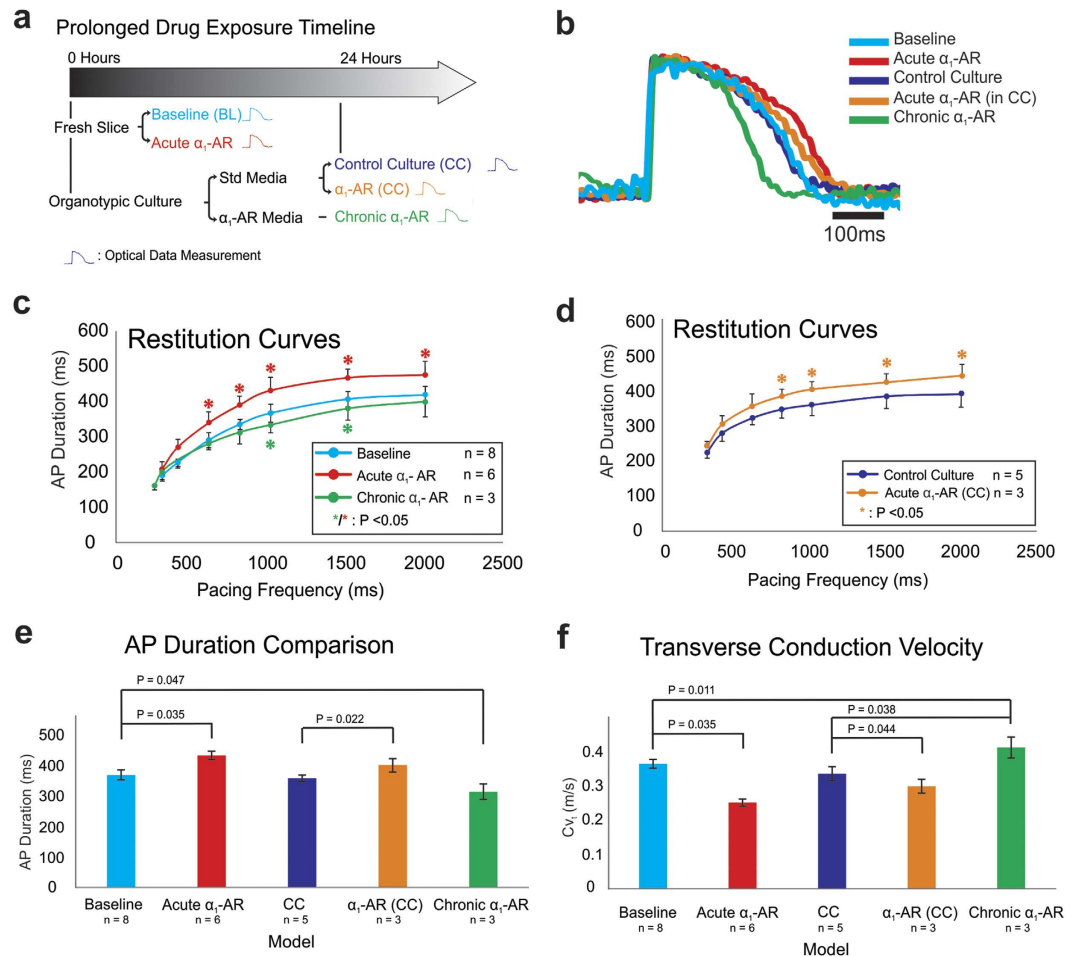 a
Prolonged Drug Exposure Timeline
0 Hours
24 Hours
Fresh Slice
Baseline (BL)
Acute α₁-AR
Organotypic Culture
Std Media
α₁-AR Media
Control Culture (CC)
α₁-AR (CC)
Chronic α₁-AR
: Optical Data Measurement
b
Baseline
Acute α₁-AR
Control Culture
Acute α₁-AR (in CC)
Chronic α₁-AR
100ms
c
Restitution Curves
AP Duration (ms)
600
500
400
300
200
100
0
0 500 1000 1500 2000 2500
Pacing Frequency (ms)
* * * * *
* *
Baseline n = 8
Acute α₁- AR n = 6
Chronic α₁- AR n = 3
*/* : P <0.05
d
Restitution Curves
AP Duration (ms)
600
500
400
300
200
100
0
0 500 1000 1500 2000 2500
Pacing Frequency (ms)
* * * *
Control Culture n = 5
Acute α₁-AR (CC) n = 3
* : P <0.05
e
AP Duration Comparison
P = 0.047
P = 0.035
P = 0.022
AP Duration (ms)
500
400
300
200
100
0
Baseline Acute α₁-AR CC α₁-AR (CC) Chronic α₁-AR
n = 8 n = 6 n = 5 n = 3 n = 3
Model
f
Transverse Conduction Velocity
P = 0.011
P = 0.038
P = 0.035
P = 0.044
Cvₜ (m/s)
0.4
0.3
0.2
0.1
0
Baseline Acute α₁-AR CC α₁-AR (CC) Chronic α₁-AR
n = 8 n = 6 n = 5 n = 3 n = 3
Model